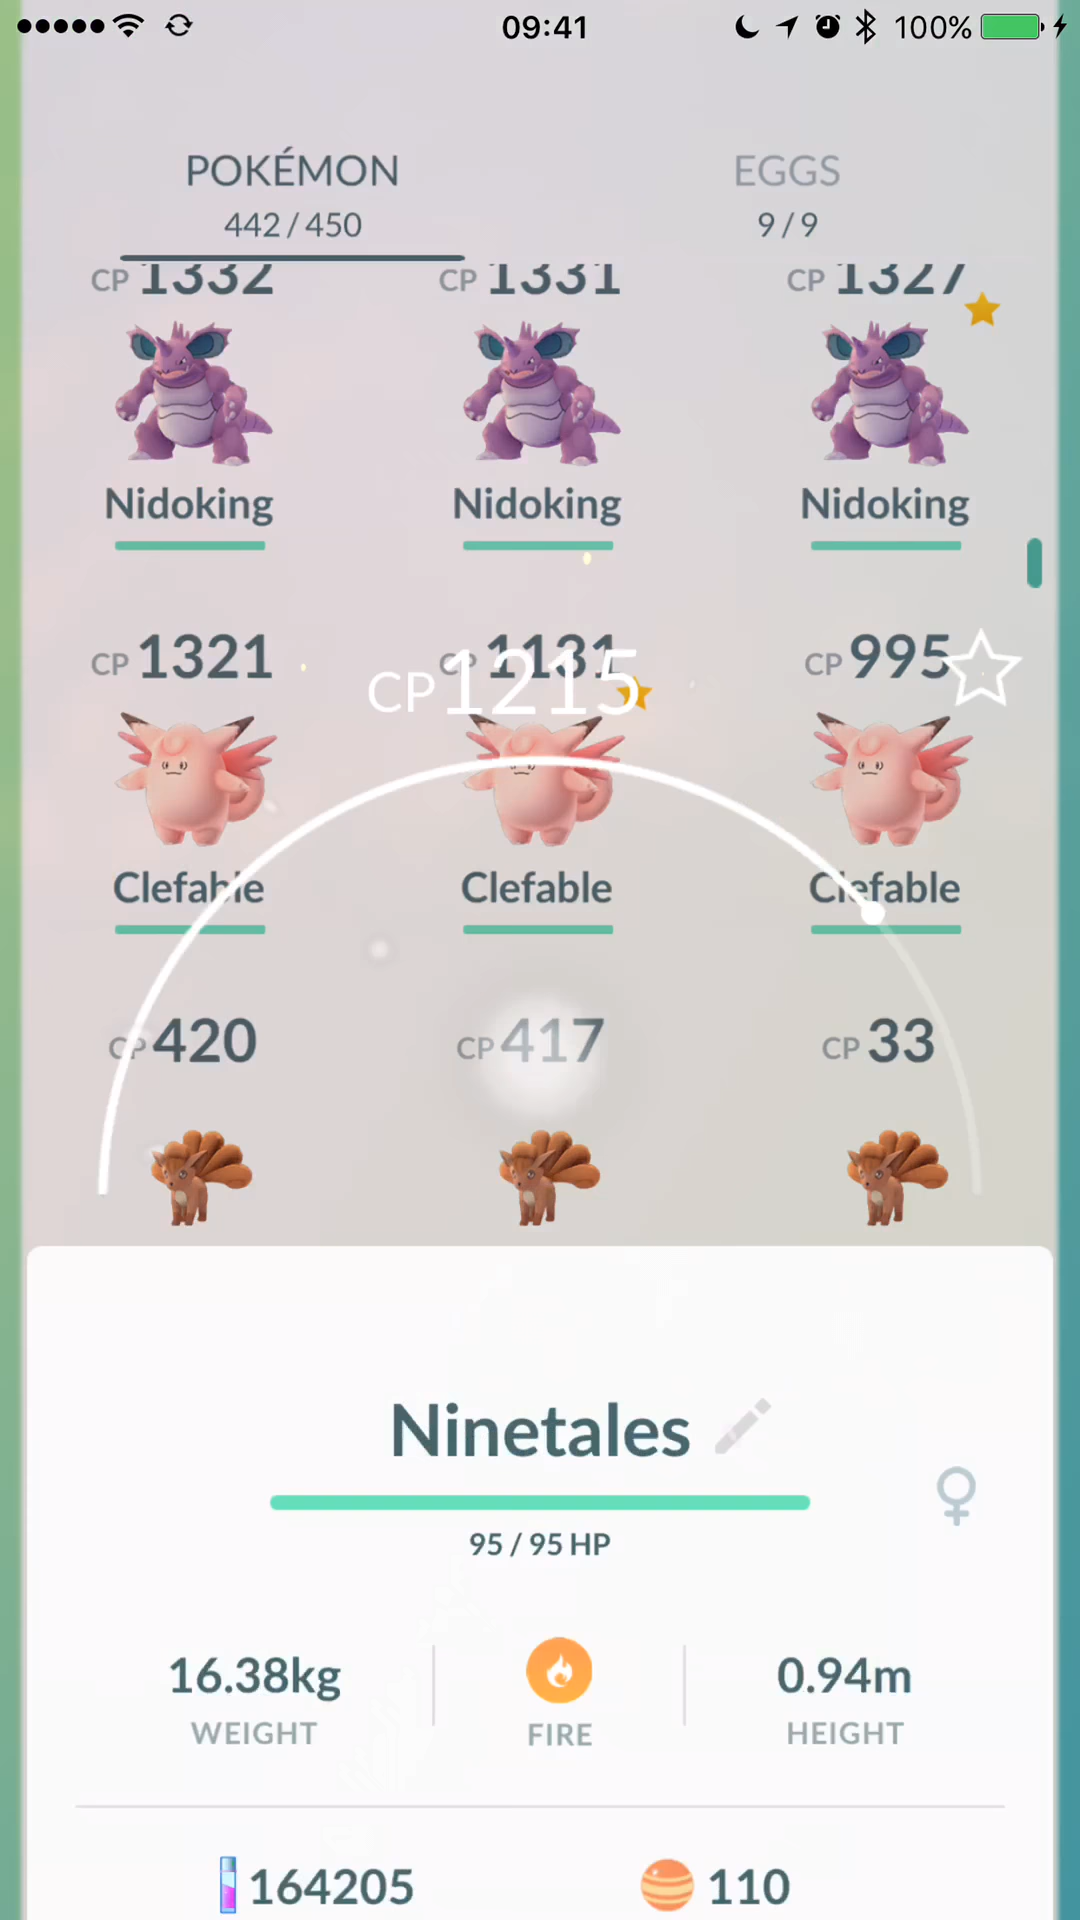 09:41 100%
POKÉMON EGGS
442 / 450 9 / 9
CP 1332 CP 1331 CP 1327
Nidoking Nidoking Nidoking
CP 1321 CP 1131 CP 995
CP 1215
Clefable Clefable Clefable
CP 420 CP 417 CP 33
Ninetales
95 / 95 HP
16.38kg 0.94m
WEIGHT FIRE HEIGHT
164205 110